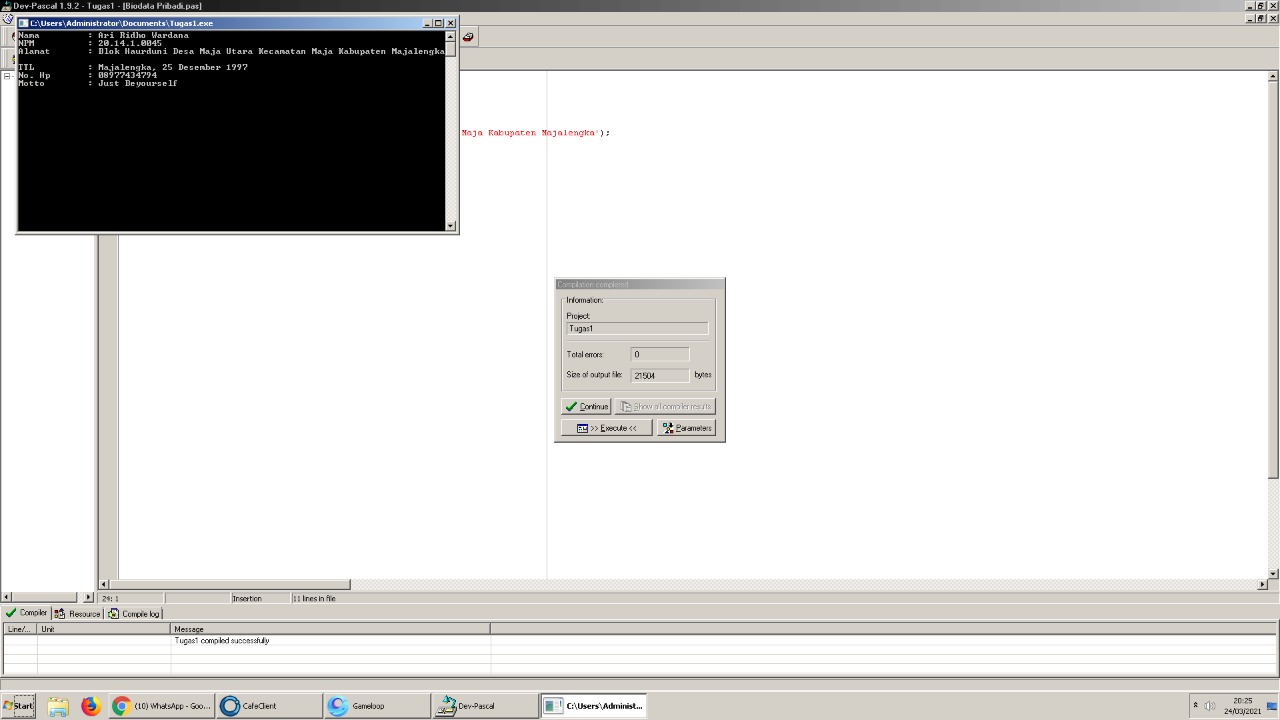 Dev-Pascal 1.9.2 - Tugas1 - [Biodata Pribadi.pas]
C:\Users\Administrator\Documents\Tugas1.exe
Nama : Ari Ridho Wardana
NPM : 20.14.1.0045
Alamat : Blok Haurduni Desa Maja Utara Kecamatan Maja Kabupaten Majalengka
TTL : Majalengka, 25 Desember 1997
No. Hp : 08977434794
Motto : Just Beyourself
Maja Kabupaten Majalengka');
Compilation completed
Information:
Project:
Tugas1
Total errors: 0
Size of output file: 21504 bytes
Continue Show all compiler results
>> Execute << Parameters
24: 1 Insertion 11 lines in file
Compiler Resource Compile log
Line/... Unit Message
Tugas1 compiled successfully
Start (10) WhatsApp - Goo... CafeClient Gameloop Dev-Pascal C:\Users\Administ... 20:25
24/03/2021